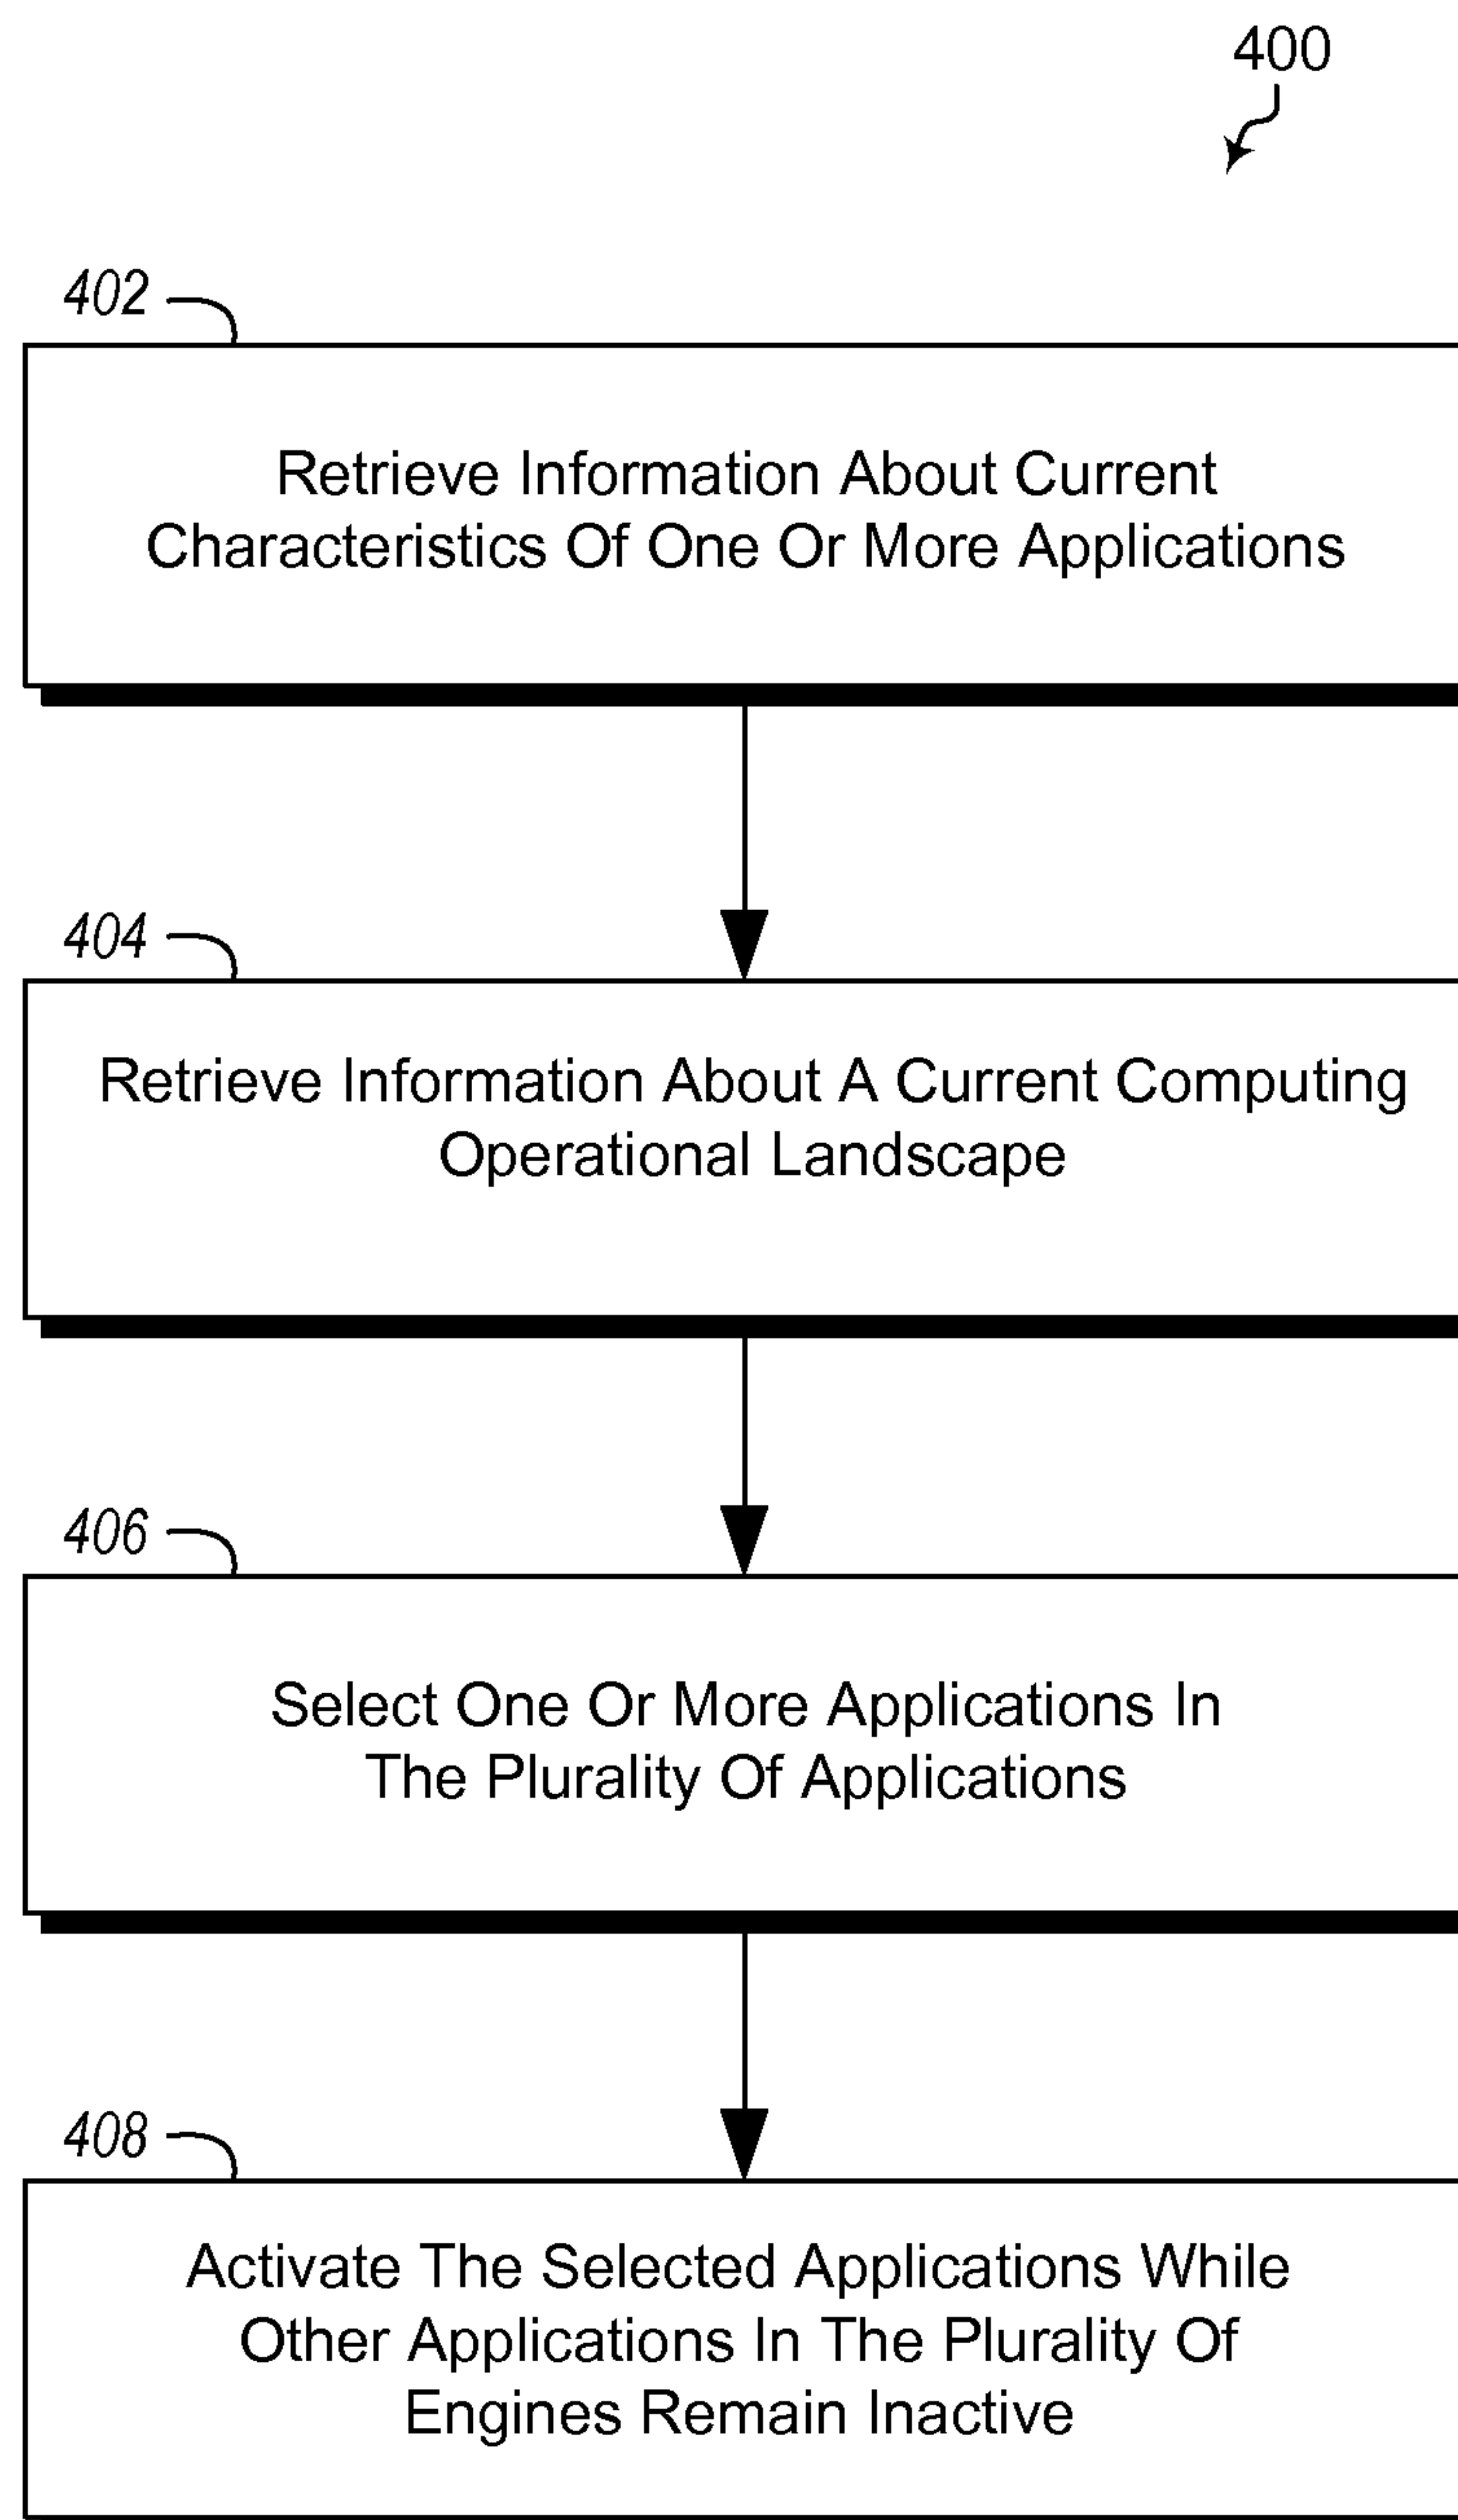 400
402
Retrieve Information About Current
Characteristics Of One Or More Applications
404
Retrieve Information About A Current Computing
Operational Landscape
406
Select One Or More Applications In
The Plurality Of Applications
408
Activate The Selected Applications While
Other Applications In The Plurality Of
Engines Remain Inactive